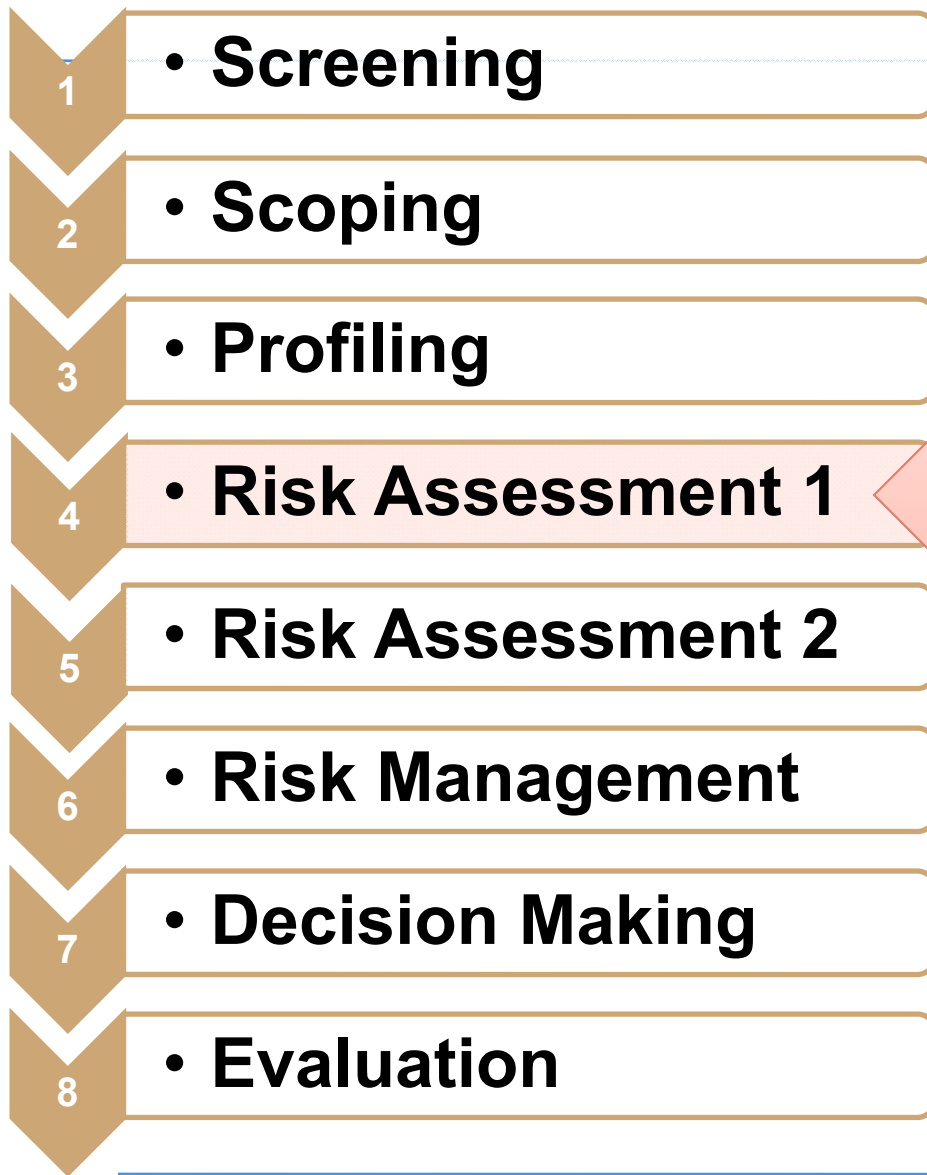 1
• Screening
2
• Scoping
3
• Profiling
4
• Risk Assessment 1
5
• Risk Assessment 2
6
• Risk Management
7
• Decision Making
8
• Evaluation